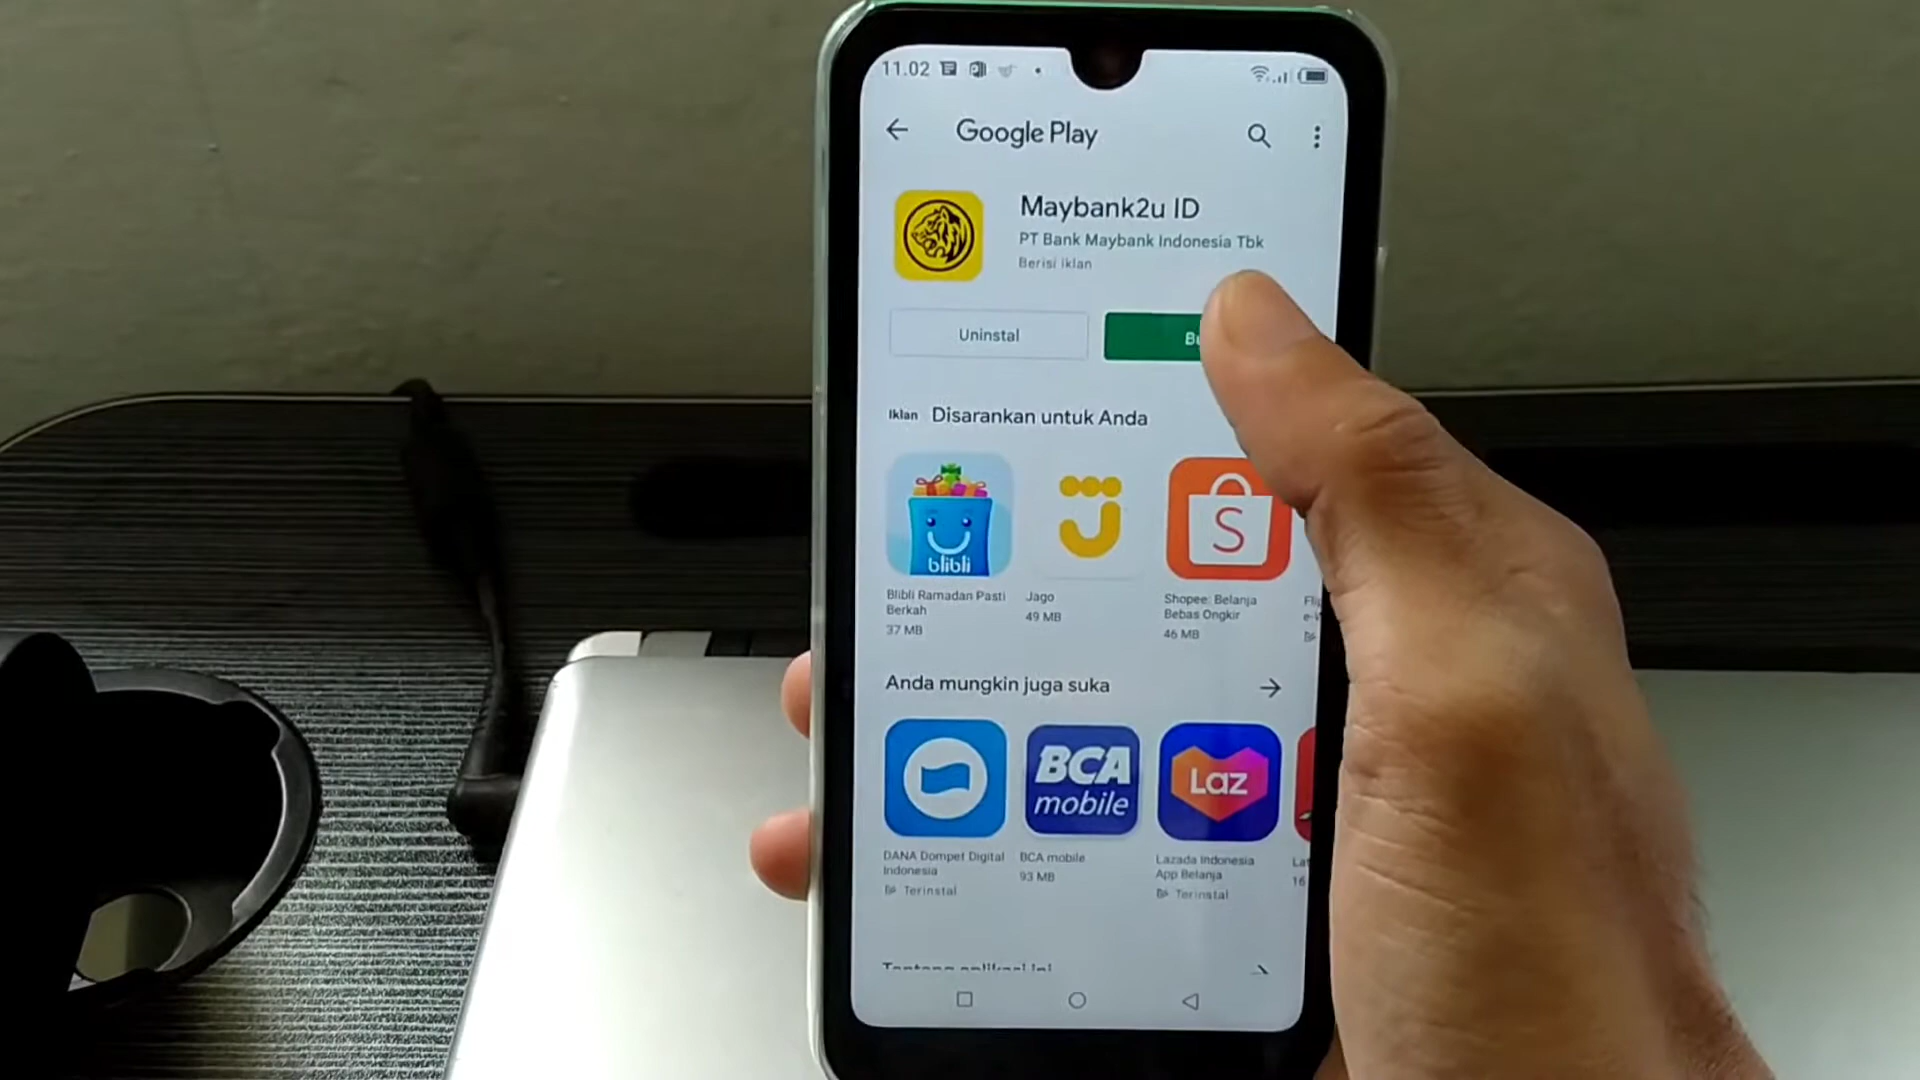 11.02
Google Play
Maybank2u ID
PT Bank Maybank Indonesia Tbk
Berisi iklan
Uninstal
Iklan Disarankan untuk Anda
blibli
S
Blibli Ramadan Pasti
Berkah
37 MB
Jago
49 MB
Shopee: Belanja
Bebas Ongkir
46 MB
Anda mungkin juga suka
BCA
mobile
Laz
DANA Dompet Digital
Indonesia
Terinstal
BCA mobile
93 MB
Lazada Indonesia
App Belanja
Terinstal
16